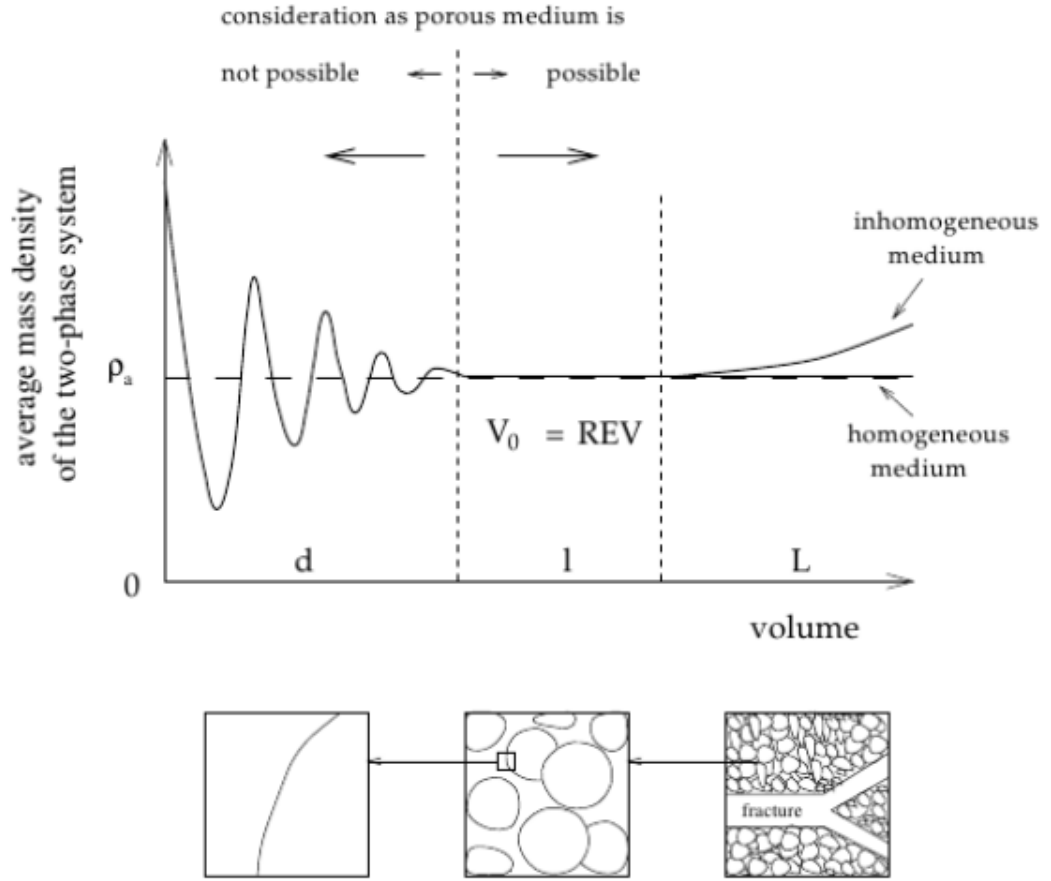 consideration as porous medium is
not possible
possible
average mass density
of the two-phase system
inhomogeneous
medium
ρₐ
V₀ = REV
homogeneous
medium
d
l
L
0
volume
fracture